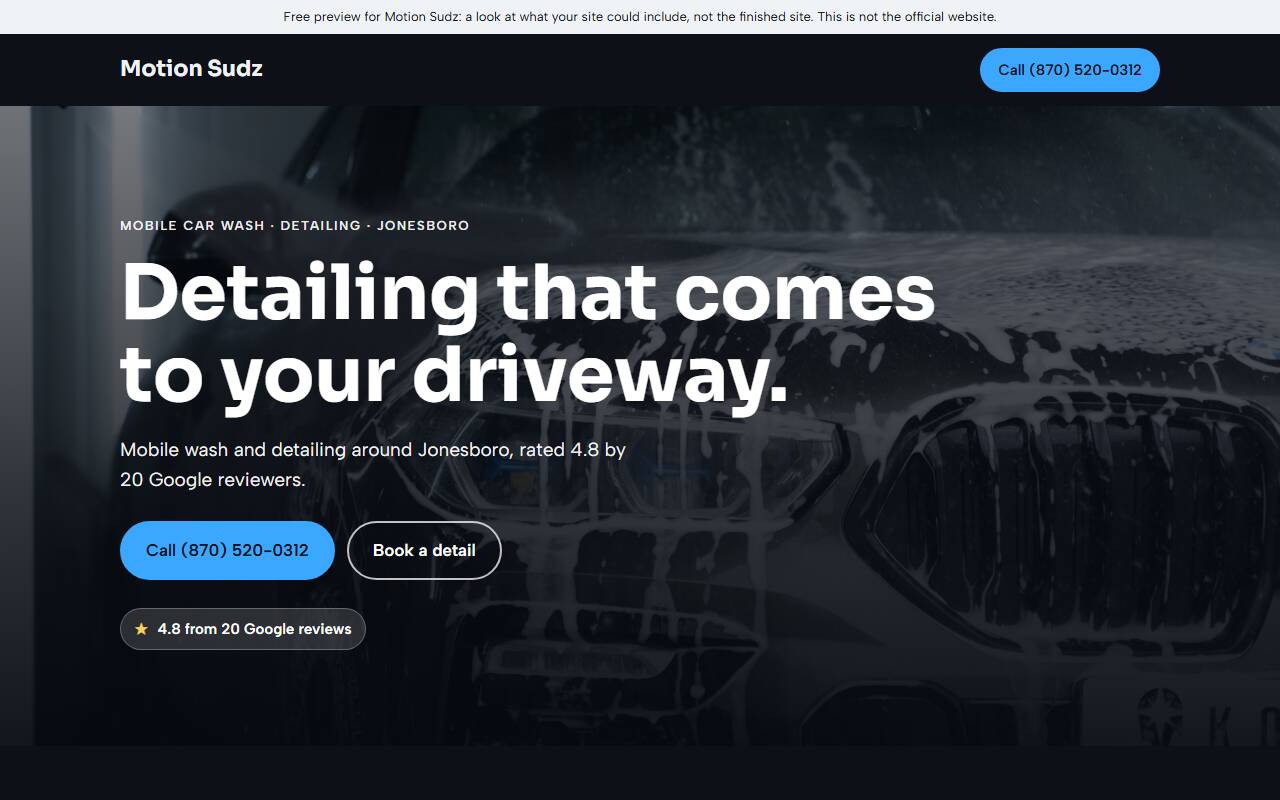 Free preview for Motion Sudz: a look at what your site could include, not the finished site. This is not the official website.
Motion Sudz
Call (870) 520-0312
MOBILE CAR WASH · DETAILING · JONESBORO
Detailing that comes
to your driveway.
Mobile wash and detailing around Jonesboro, rated 4.8 by
20 Google reviewers.
Call (870) 520-0312
Book a detail
★ 4.8 from 20 Google reviews